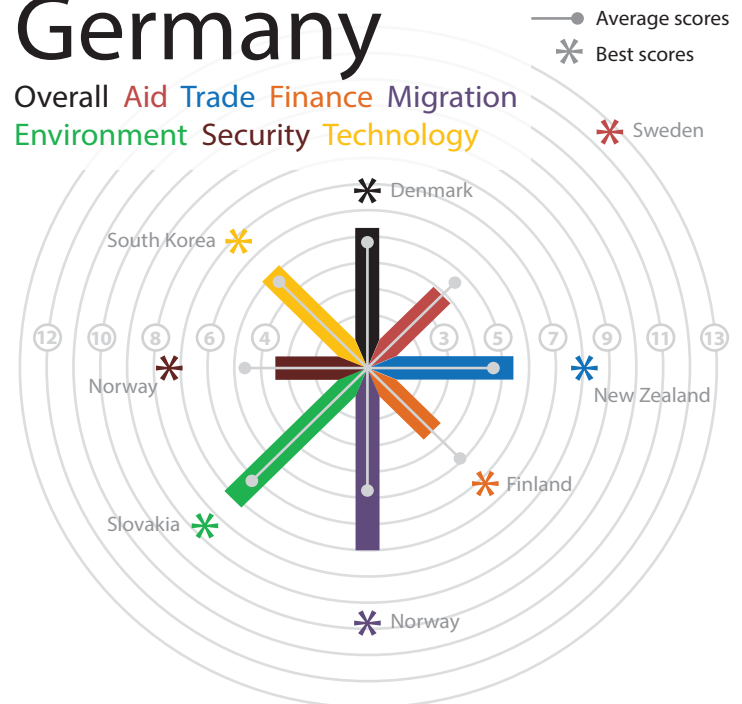 Germany
Average scores
Best scores
Overall Aid Trade Finance Migration
Environment Security Technology
Sweden
Denmark
South Korea
12 10 8 6 4 3 5 7 9 11 13
Norway
New Zealand
Finland
Slovakia
Norway